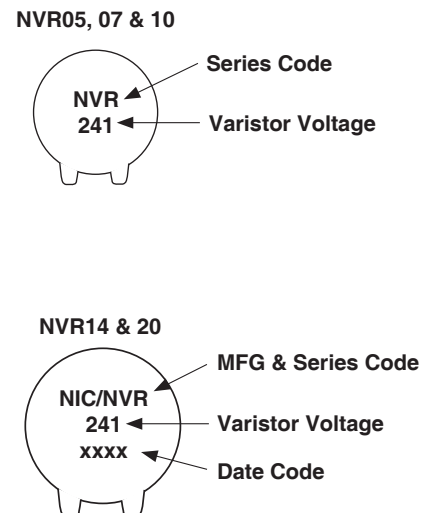 NVR05, 07 & 10
NVR
241
Series Code
Varistor Voltage
NVR14 & 20
NIC/NVR
241
xxxx
MFG & Series Code
Varistor Voltage
Date Code